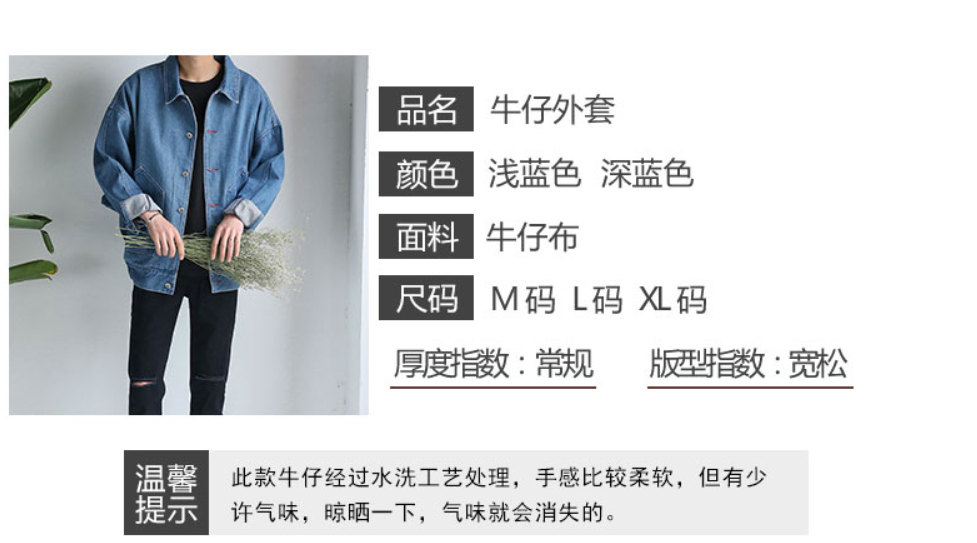 品名 牛仔外套
颜色 浅蓝色 深蓝色
面料 牛仔布
尺码 M码 L码 XL码
厚度指数：常规 版型指数：宽松
温馨提示
此款牛仔经过水洗工艺处理，手感比较柔软，但有少
许气味，晾晒一下，气味就会消失的。